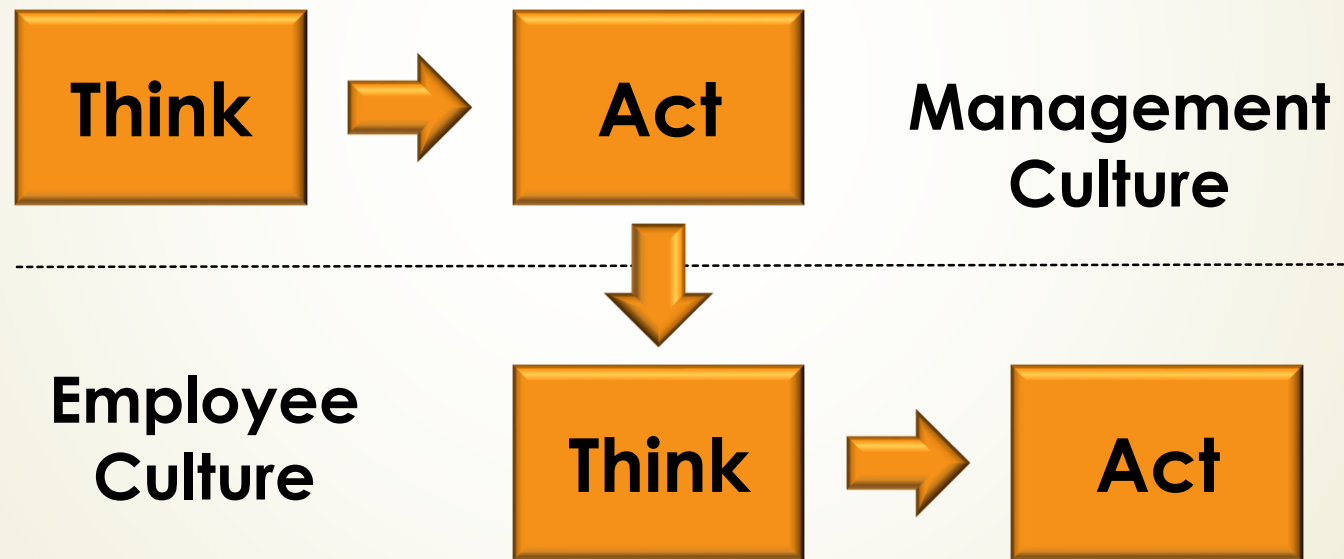 Think
Act
Management
Culture
Employee
Culture
Think
Act